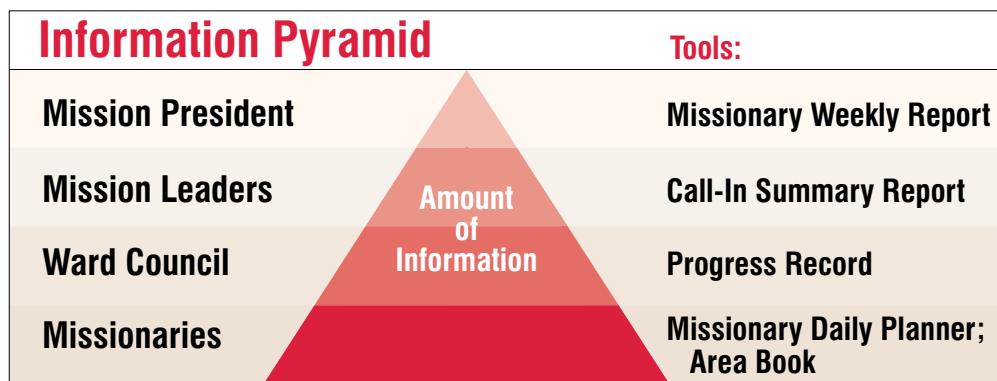 Information Pyramid Tools:
Mission President Missionary Weekly Report
Mission Leaders Call-In Summary Report
Amount
of
Information
Ward Council Progress Record
Missionaries Missionary Daily Planner;
Area Book